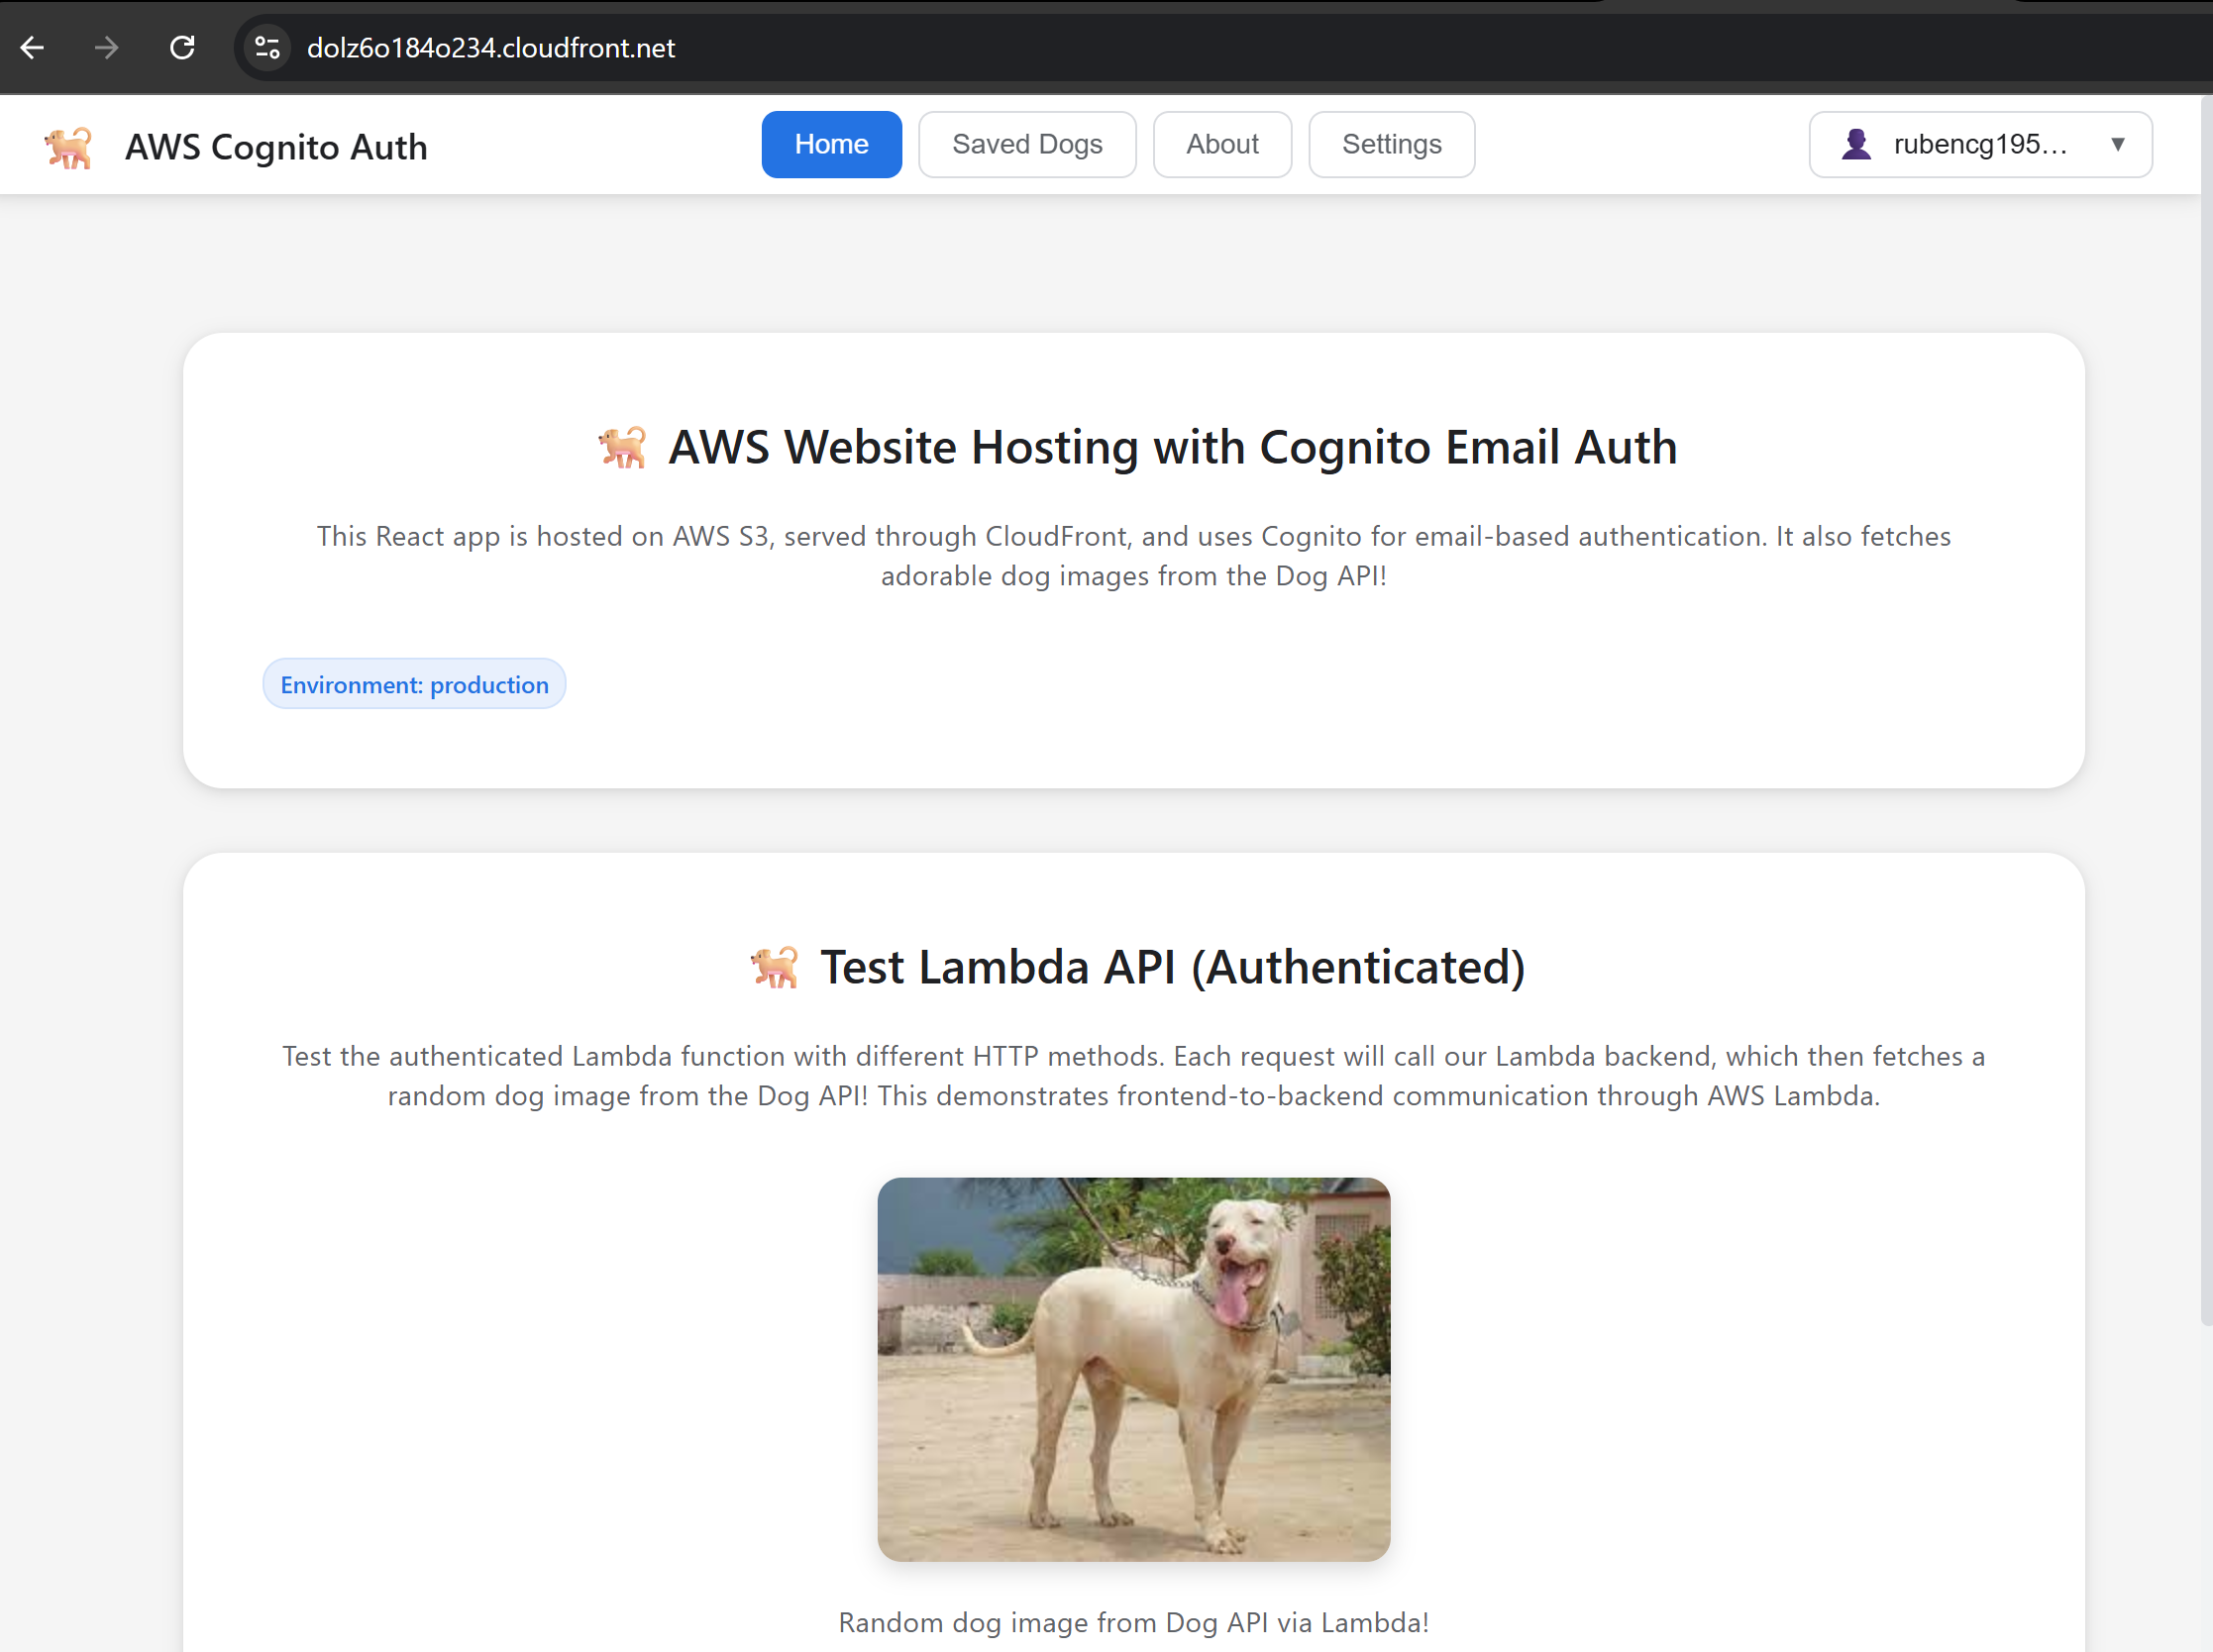 dolz6o184o234.cloudfront.net
AWS Cognito Auth
Home
Saved Dogs
About
Settings
rubencg195...
AWS Website Hosting with Cognito Email Auth
This React app is hosted on AWS S3, served through CloudFront, and uses Cognito for email-based authentication. It also fetches
adorable dog images from the Dog API!
Environment: production
Test Lambda API (Authenticated)
Test the authenticated Lambda function with different HTTP methods. Each request will call our Lambda backend, which then fetches a
random dog image from the Dog API! This demonstrates frontend-to-backend communication through AWS Lambda.
Random dog image from Dog API via Lambda!